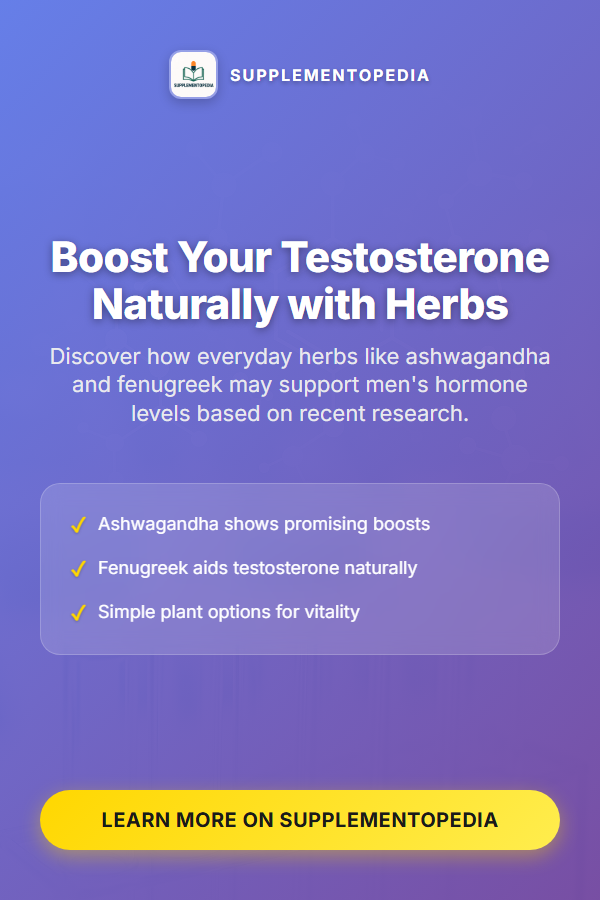 SUPPLEMENTOPEDIA
SUPPLEMENTOPEDIA
Boost Your Testosterone
Naturally with Herbs
Discover how everyday herbs like ashwagandha
and fenugreek may support men's hormone
levels based on recent research.
✓ Ashwagandha shows promising boosts
✓ Fenugreek aids testosterone naturally
✓ Simple plant options for vitality
LEARN MORE ON SUPPLEMENTOPEDIA